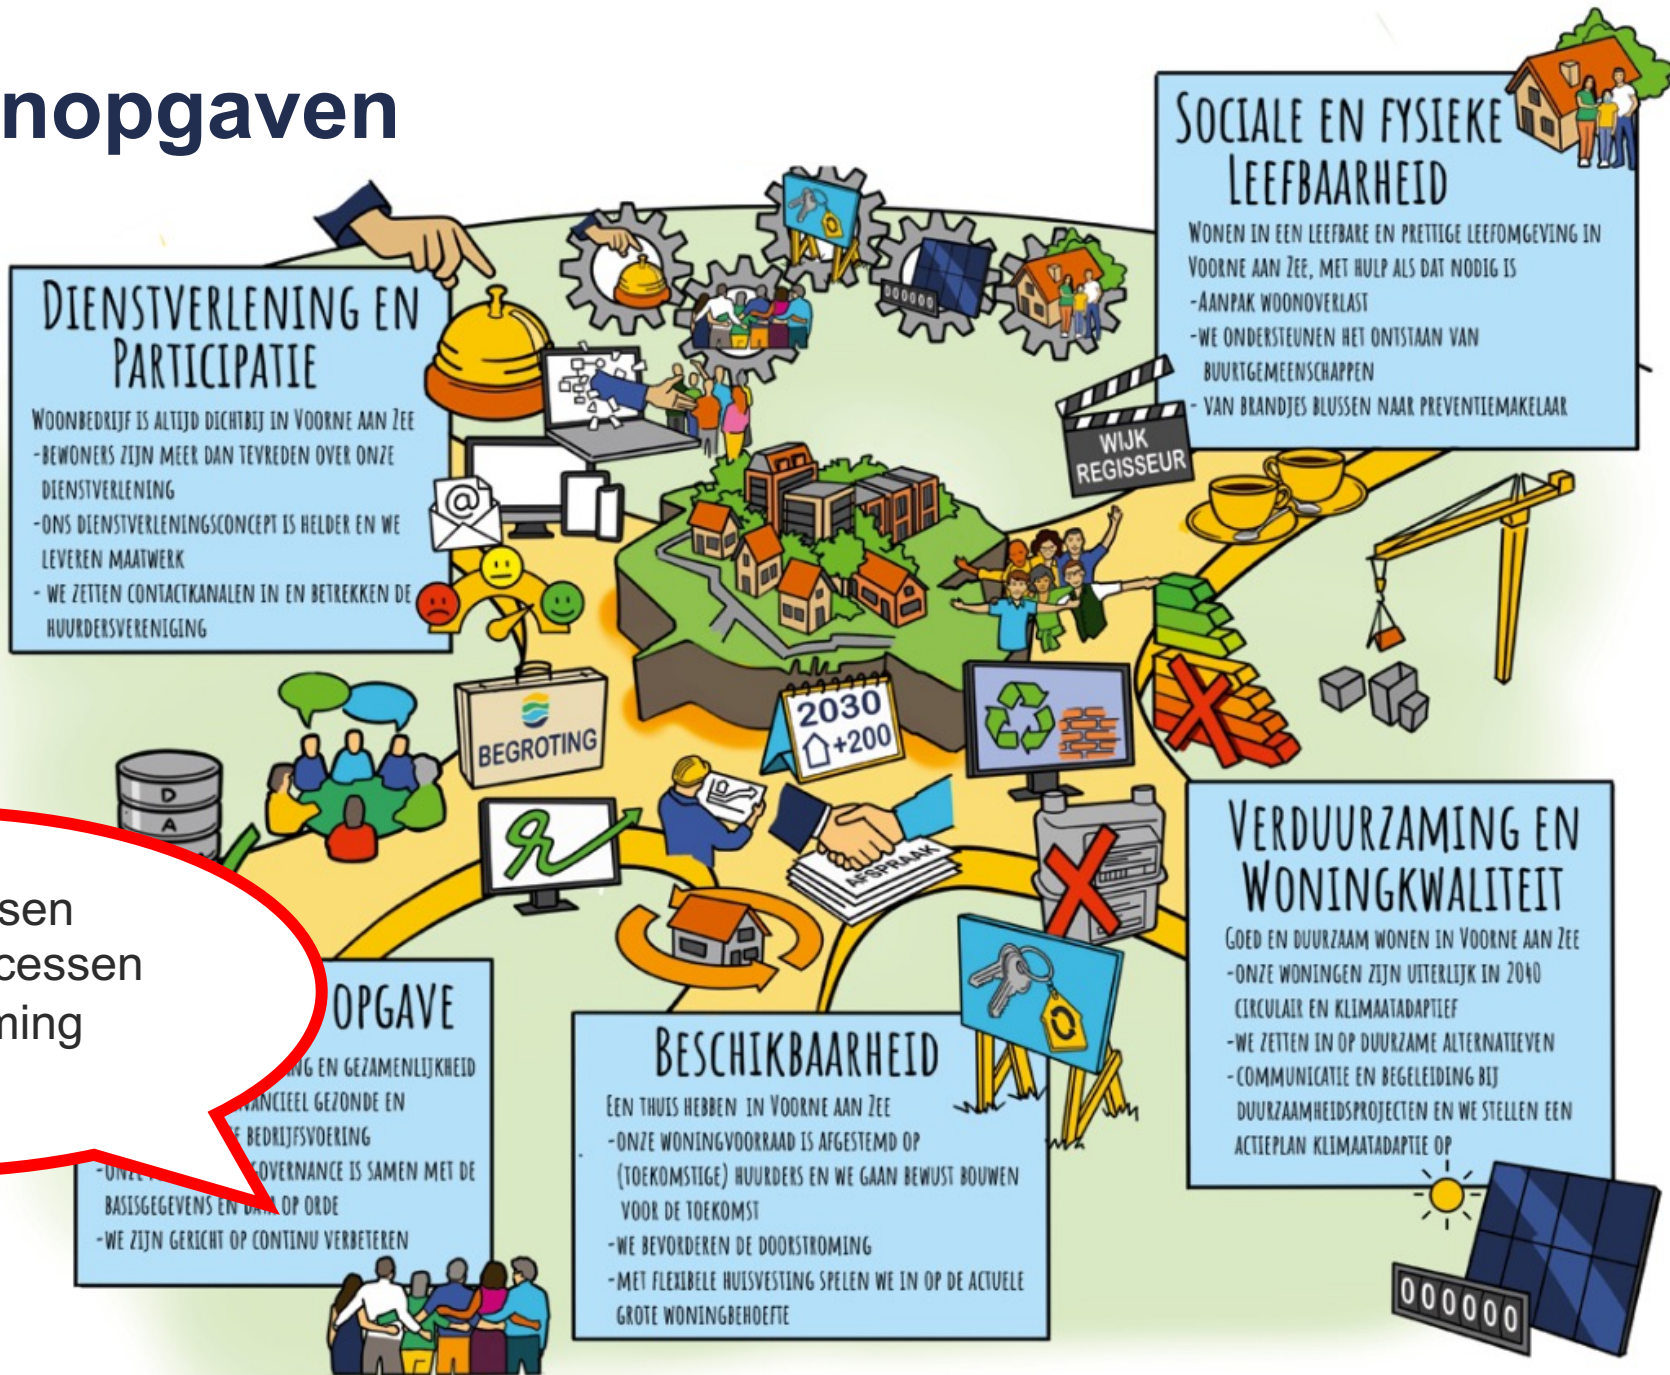 nopgaven
DIENSTVERLENING EN
PARTICIPATIE
WOONBEDRIJF IS ALTIJD DICHTBIJ IN VOORNE AAN ZEE
-BEWONERS ZIJN MEER DAN TEVREDEN OVER ONZE
DIENSTVERLENING
-ONS DIENSTVERLENINGSCONCEPT IS HELDER EN WE
LEVEREN MAATWERK
- WE ZETTEN CONTACTKANALEN IN EN BETREKKEN DE
HUURDERSVERENIGING
SOCIALE EN FYSIEKE
LEEFBAARHEID
WONEN IN EEN LEEFBARE EN PRETTIGE LEEFOMGEVING IN
VOORNE AAN ZEE, MET HULP ALS DAT NODIG IS
-AANPAK WOONOVERLAST
-WE ONDERSTEUNEN HET ONTSTAAN VAN
BUURTGEMEENSCHAPPEN
- VAN BRANDJES BLUSSEN NAAR PREVENTIEMAKELAAR
000000
WIJK
REGISSEUR
@
BEGROTING
2030
+200
D
A
AFSPRAAK
ssen
cessen
ming
OPGAVE
NG EN GEZAMENLIJKHEID
ANCIEEL GEZONDE EN
BEDRIJFSVOERING
GOVERNANCE IS SAMEN MET DE
BASISGEGEVENS EN DATA OP ORDE
-WE ZIJN GERICHT OP CONTINU VERBETEREN
BESCHIKBAARHEID
EEN THUIS HEBBEN IN VOORNE AAN ZEE
-ONZE WONINGVOORRAAD IS AFGESTEMD OP
(TOEKOMSTIGE) HUURDERS EN WE GAAN BEWUST BOUWEN
VOOR DE TOEKOMST
-WE BEVORDEREN DE DOORSTROMING
-MET FLEXIBELE HUISVESTING SPELEN WE IN OP DE ACTUELE
GROTE WONINGBEHOEFTE
VERDUURZAMING EN
WONINGKWALITEIT
GOED EN DUURZAAM WONEN IN VOORNE AAN ZEE
-ONZE WONINGEN ZIJN UITERLIJK IN 2040
CIRCULAIR EN KLIMAATADAPTIEF
-WE ZETTEN IN OP DUURZAME ALTERNATIEVEN
-COMMUNICATIE EN BEGELEIDING BIJ
DUURZAAMHEIDSPROJECTEN EN WE STELLEN EEN
ACTIEPLAN KLIMAATADAPTIE OP
000000